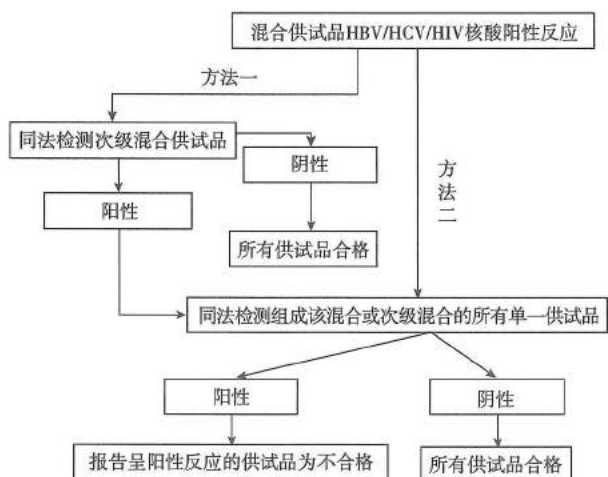 混合供试品HBV/HCV/HIV核酸阳性反应
方法一
同法检测次级混合供试品
阴性
方法二
阳性
所有供试品合格
同法检测组成该混合或次级混合的所有单一供试品
阳性
阴性
报告呈阳性反应的供试品为不合格
所有供试品合格